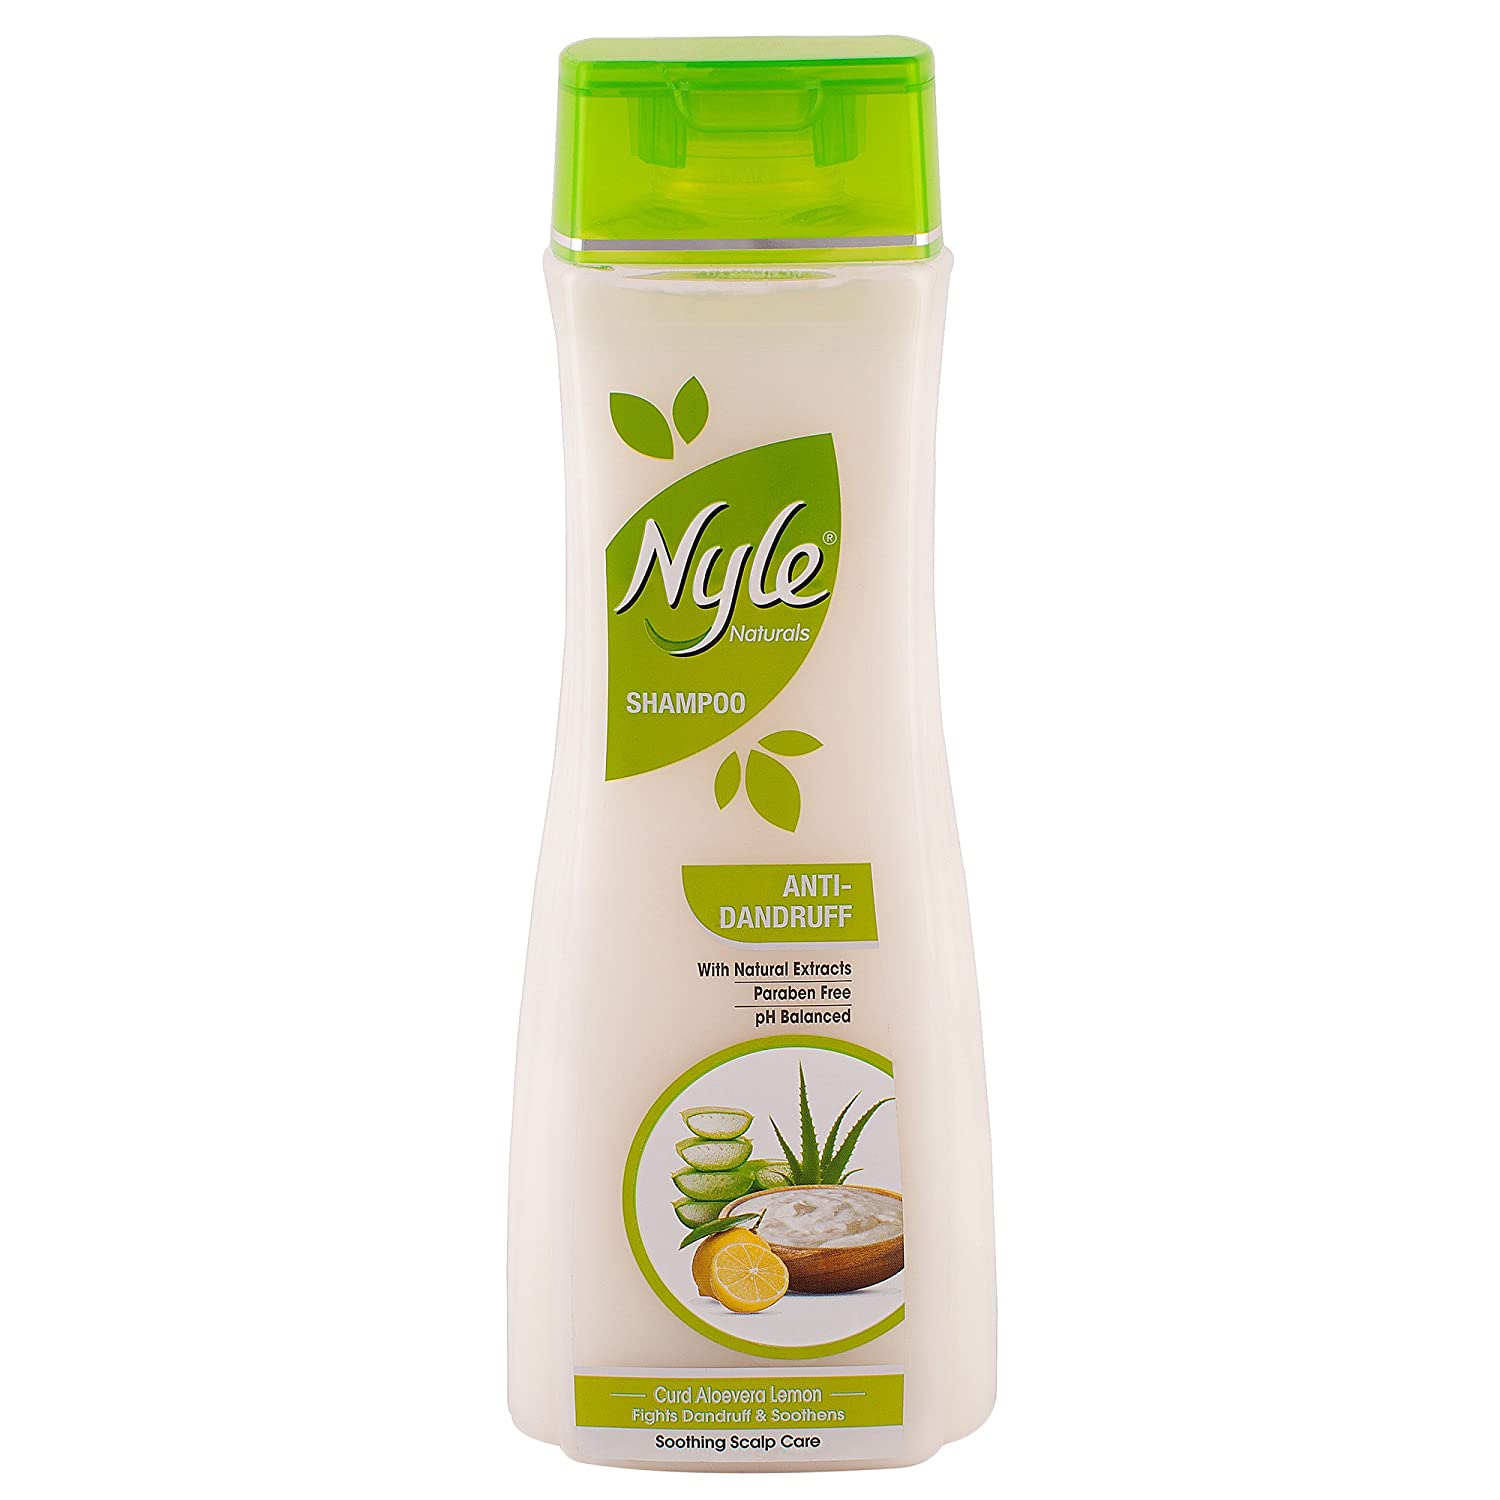 Nyle®
Naturals
SHAMPOO
ANTI-
DANDRUFF
With Natural Extracts
Paraben Free
pH Balanced
Curd Aloevera Lemon
Fights Dandruff & Soothens
Soothing Scalp Care